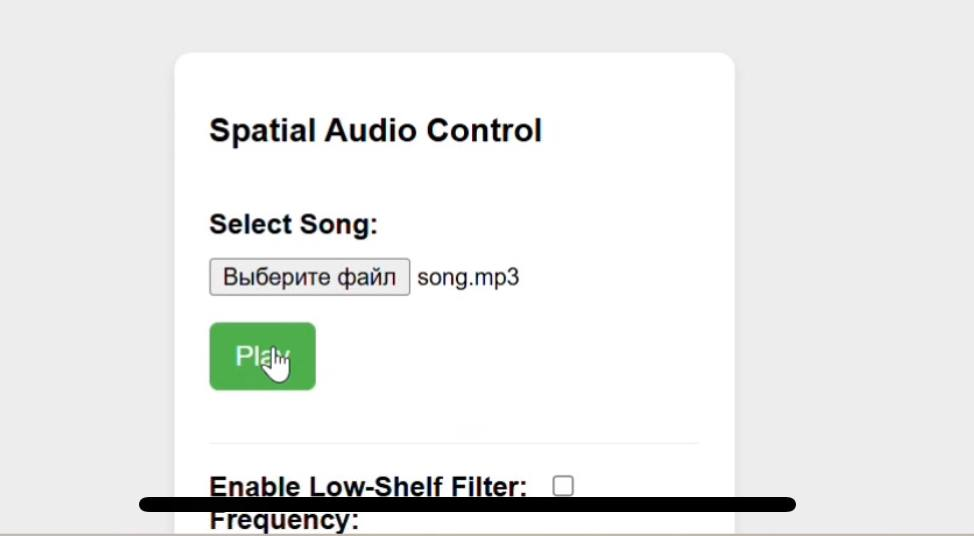 Spatial Audio Control
Select Song:
Выберите файл song.mp3
Play
Enable Low-Shelf Filter:
Frequency: